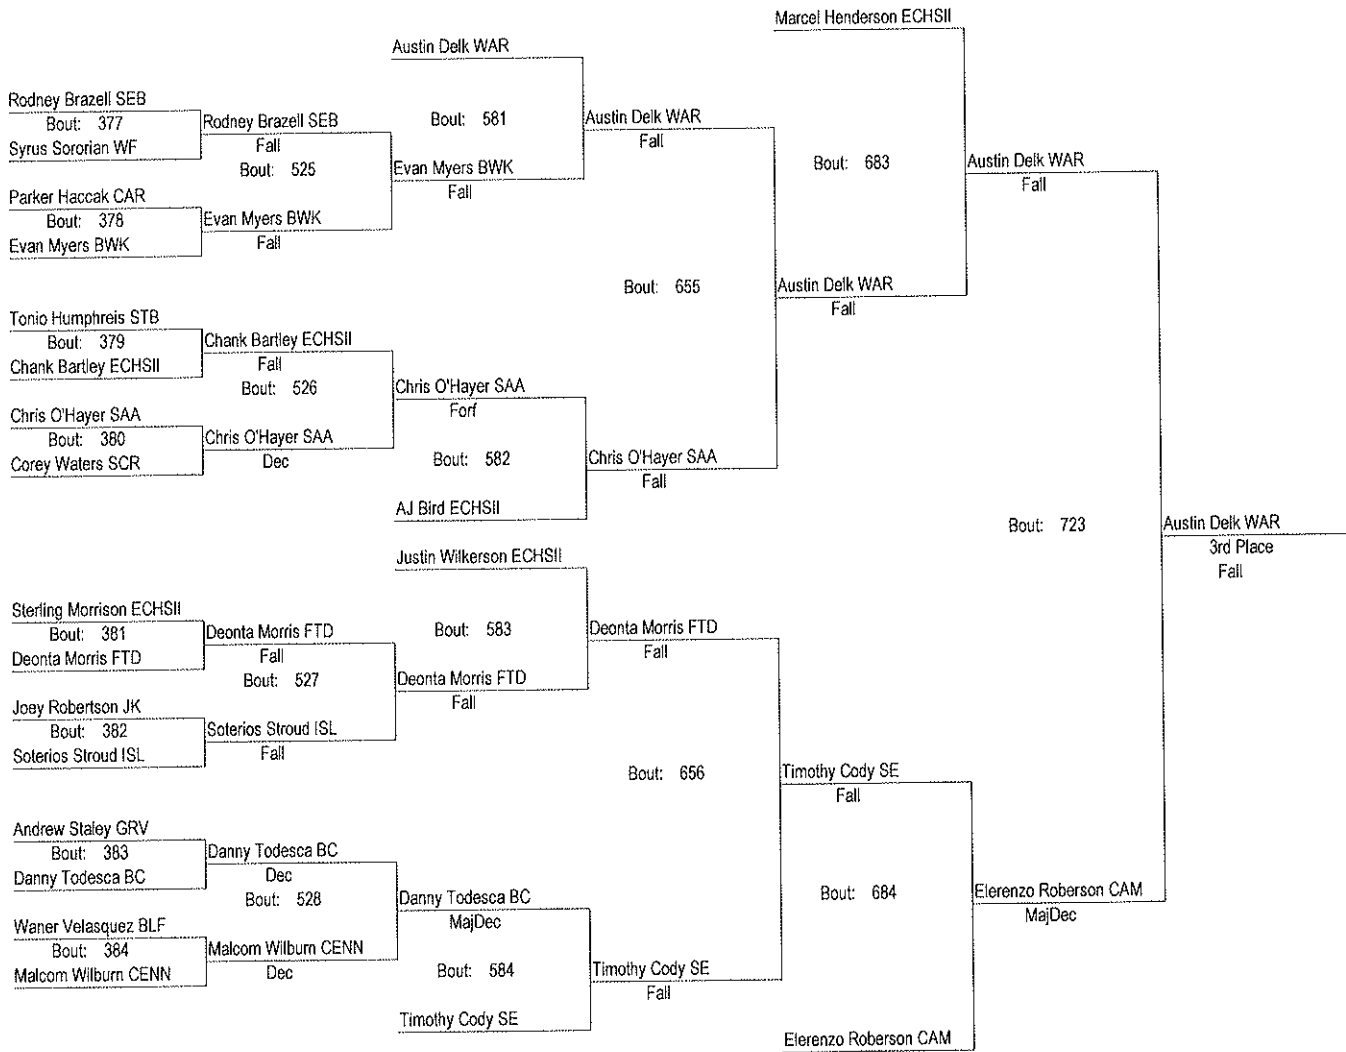 Marcel Henderson ECHSII
Austin Delk WAR
Rodney Brazell SEB
Bout: 377
Syrus Sororian WF
Rodney Brazell SEB
Fall
Bout: 525
Bout: 581
Austin Delk WAR
Fall
Evan Myers BWK
Fall
Parker Haccak CAR
Bout: 378
Evan Myers BWK
Evan Myers BWK
Fall
Bout: 683
Austin Delk WAR
Fall
Bout: 655
Austin Delk WAR
Fall
Tonio Humphreis STB
Bout: 379
Chank Bartley ECHSII
Chank Bartley ECHSII
Fall
Bout: 526
Chris O'Hayer SAA
Forf
Chris O'Hayer SAA
Bout: 380
Corey Waters SCR
Chris O'Hayer SAA
Dec
Bout: 582
Chris O'Hayer SAA
Fall
AJ Bird ECHSII
Bout: 723
Austin Delk WAR
3rd Place
Fall
Justin Wilkerson ECHSII
Sterling Morrison ECHSII
Bout: 381
Deonta Morris FTD
Deonta Morris FTD
Fall
Bout: 527
Bout: 583
Deonta Morris FTD
Fall
Deonta Morris FTD
Fall
Joey Robertson JK
Bout: 382
Soterios Stroud ISL
Soterios Stroud ISL
Fall
Bout: 656
Timothy Cody SE
Fall
Andrew Staley GRV
Bout: 383
Danny Todesca BC
Danny Todesca BC
Dec
Bout: 528
Danny Todesca BC
MajDec
Bout: 684
Elerenzo Roberson CAM
MajDec
Waner Velasquez BLF
Bout: 384
Malcom Wilburn CENN
Malcom Wilburn CENN
Dec
Bout: 584
Timothy Cody SE
Fall
Timothy Cody SE
Elerenzo Roberson CAM